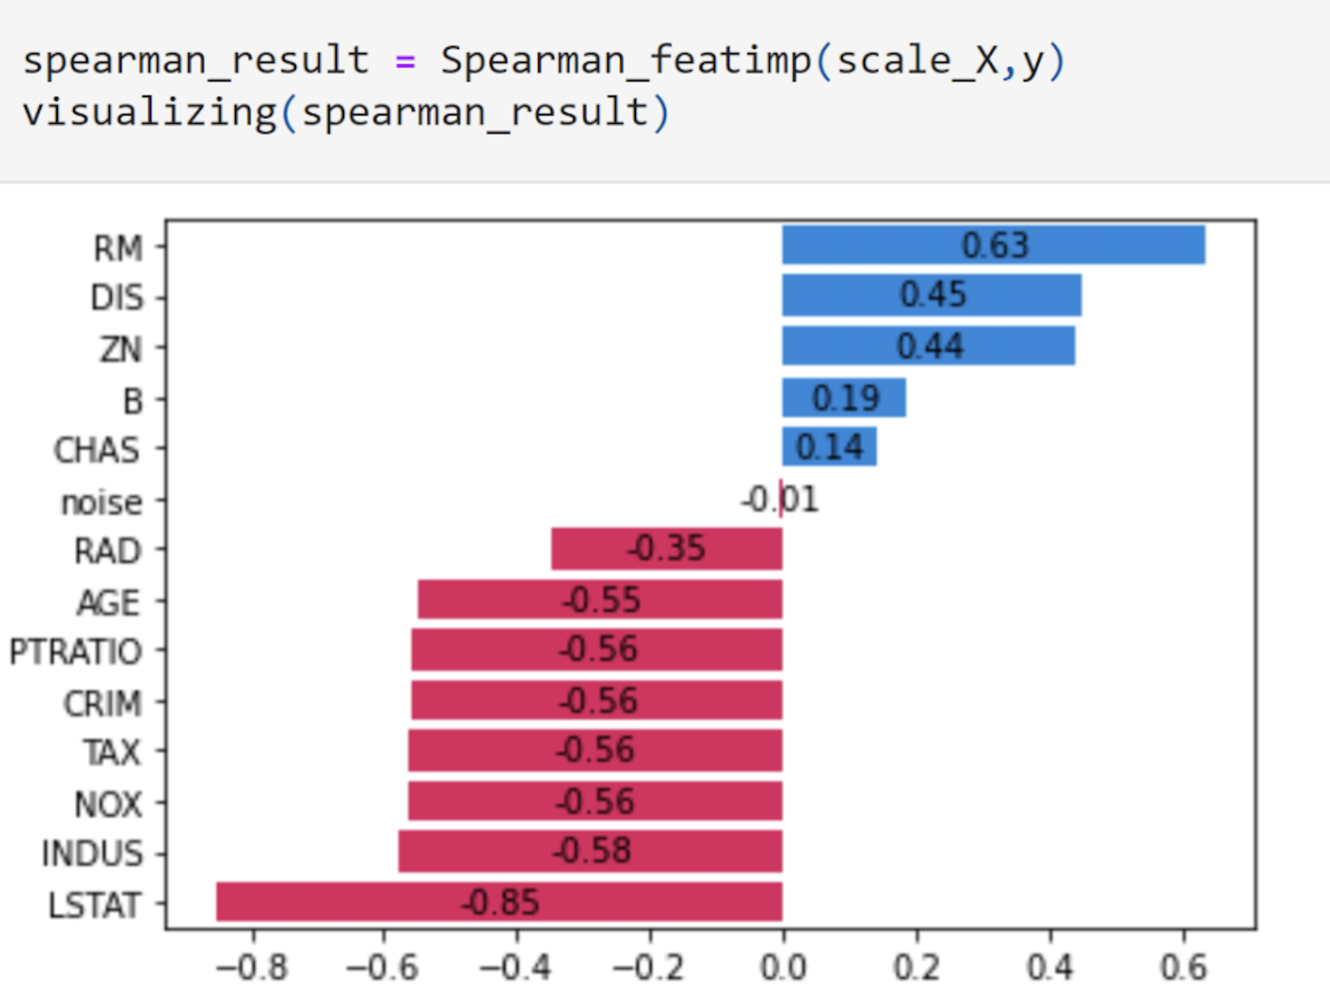 spearman_result = Spearman_featimp(scale_X,y)
visualizing(spearman_result)
RM 0.63
DIS 0.45
ZN 0.44
B 0.19
CHAS 0.14
noise -0.01
RAD -0.35
AGE -0.55
PTRATIO -0.56
CRIM -0.56
TAX -0.56
NOX -0.56
INDUS -0.58
LSTAT -0.85
−0.8 −0.6 −0.4 −0.2 0.0 0.2 0.4 0.6